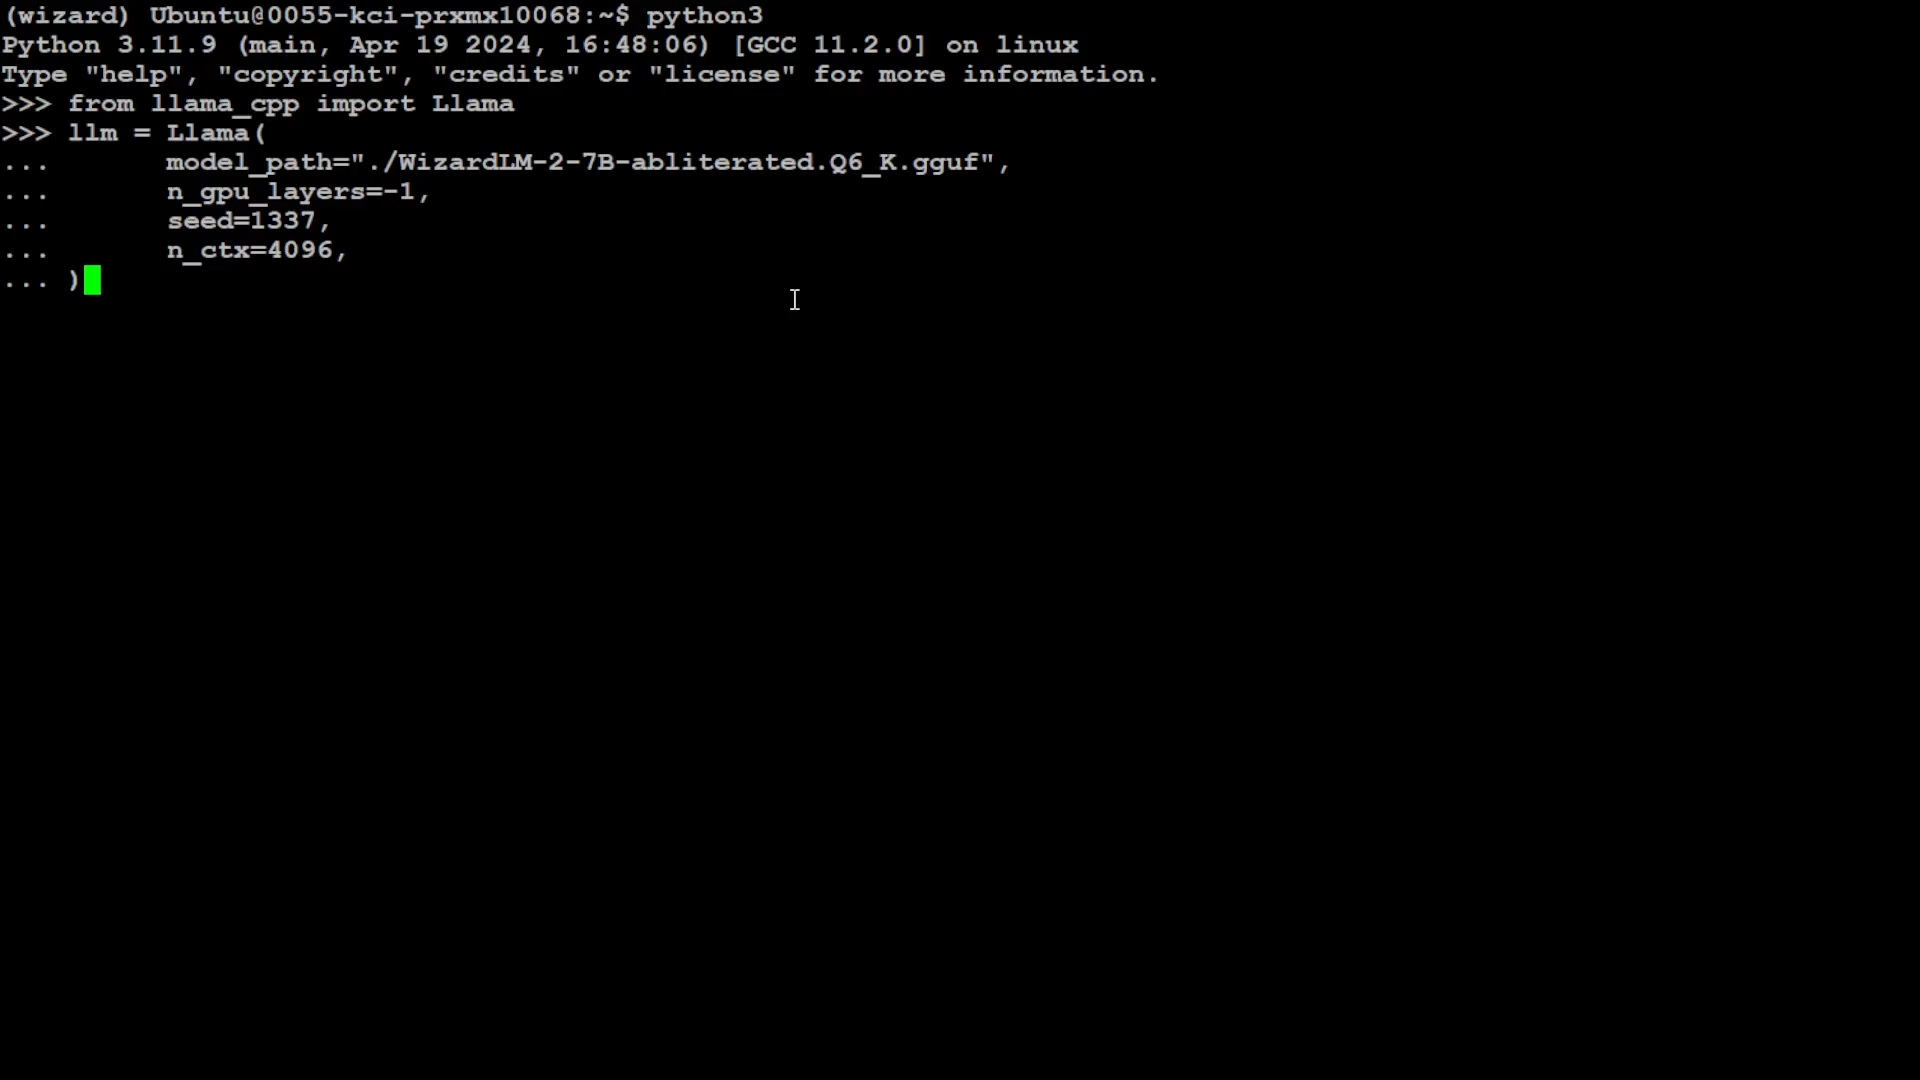 (wizard) Ubuntu@0055-kci-prxmx10068:~$ python3
Python 3.11.9 (main, Apr 19 2024, 16:48:06) [GCC 11.2.0] on linux
Type "help", "copyright", "credits" or "license" for more information.
>>> from llama_cpp import Llama
>>> llm = Llama(
...       model_path="./WizardLM-2-7B-abliterated.Q6_K.gguf",
...       n_gpu_layers=-1,
...       seed=1337,
...       n_ctx=4096,
... )